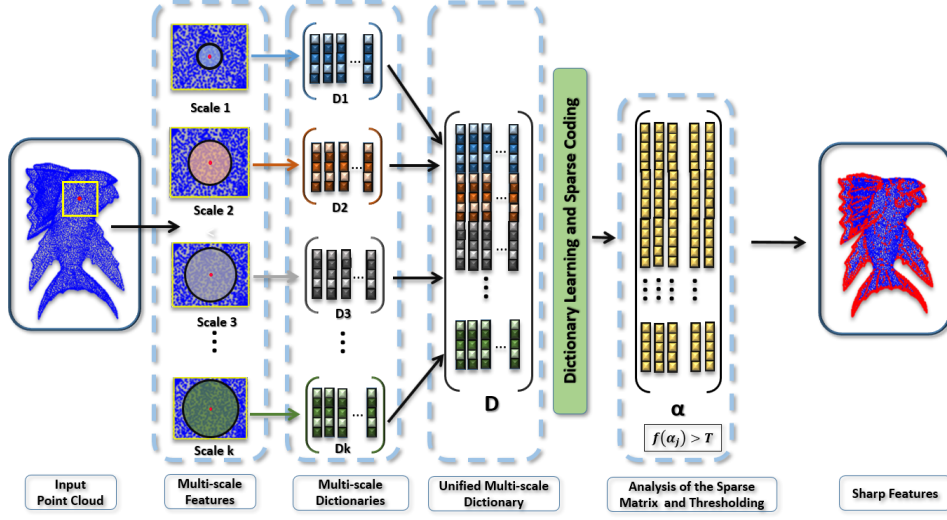 Scale 1
Scale 2
Scale 3
Scale k
D1
D2
D3
Dk
...
D
Dictionary Learning and Sparse Coding
α
f(αj) > T
Input
Point Cloud
Multi-scale
Features
Multi-scale
Dictionaries
Unified Multi-scale
Dictionary
Analysis of the Sparse
Matrix and Thresholding
Sharp Features